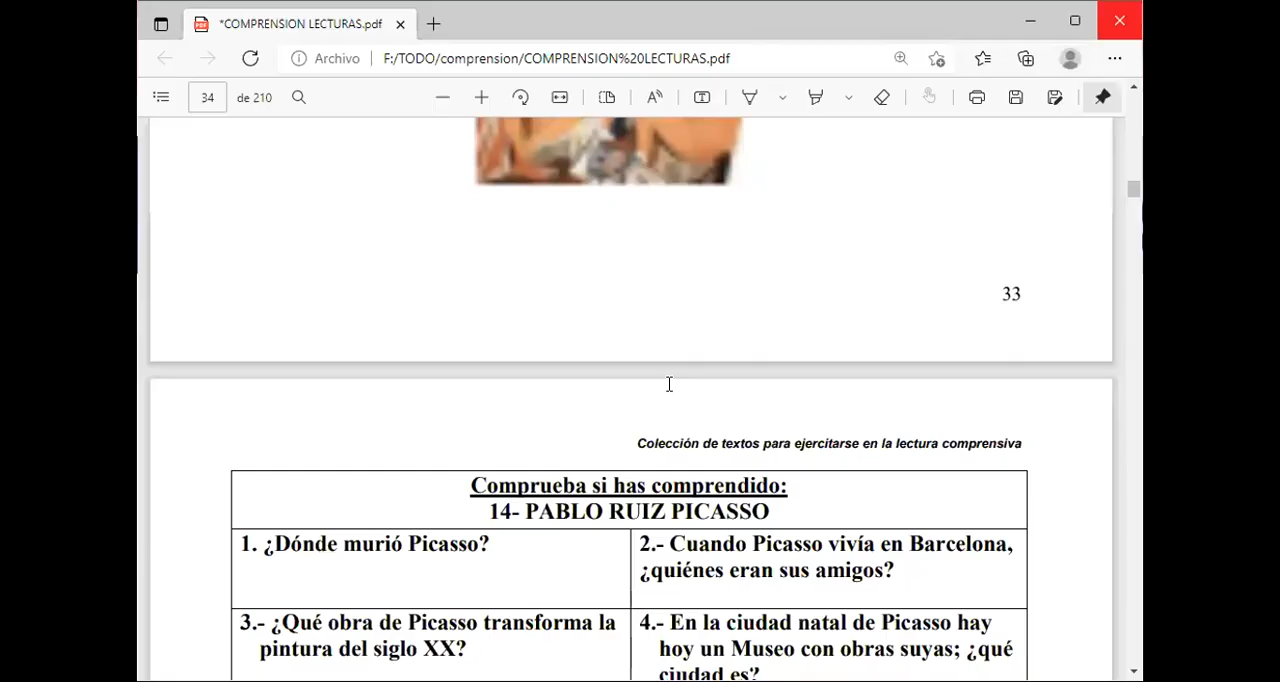 *COMPRENSION LECTURAS.pdf
Archivo
F:/TODO/comprension/COMPRENSION%20LECTURAS.pdf
34
de 210
33
Colección de textos para ejercitarse en la lectura comprensiva
Comprueba si has comprendido:
14- PABLO RUIZ PICASSO
1. ¿Dónde murió Picasso?
2.- Cuando Picasso vivía en Barcelona,
¿quiénes eran sus amigos?
3.- ¿Qué obra de Picasso transforma la
pintura del siglo XX?
4.- En la ciudad natal de Picasso hay
hoy un Museo con obras suyas; ¿qué
ciudad es?